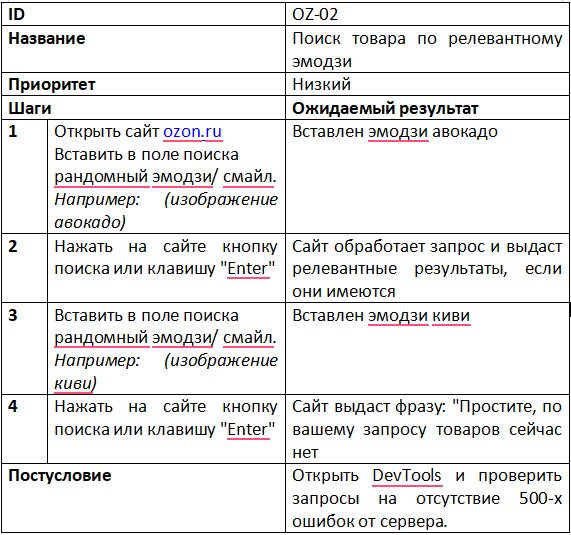 ID OZ-02
Название Поиск товара по релевантному
эмодзи
Приоритет Низкий
Шаги Ожидаемый результат
1 Открыть сайт ozon.ru Вставлен эмодзи авокадо
Вставить в поле поиска
рандомный эмодзи/ смайл.
Например: (изображение
авокадо)
2 Нажать на сайте кнопку Сайт обработает запрос и выдаст
поиска или клавишу "Enter" релевантные результаты, если
они имеются
3 Вставить в поле поиска Вставлен эмодзи киви
рандомный эмодзи/ смайл.
Например: (изображение
киви)
4 Нажать на сайте кнопку Сайт выдаст фразу: "Простите, по
поиска или клавишу "Enter" вашему запросу товаров сейчас
нет
Постусловие Открыть DevTools и проверить
запросы на отсутствие 500-х
ошибок от сервера.